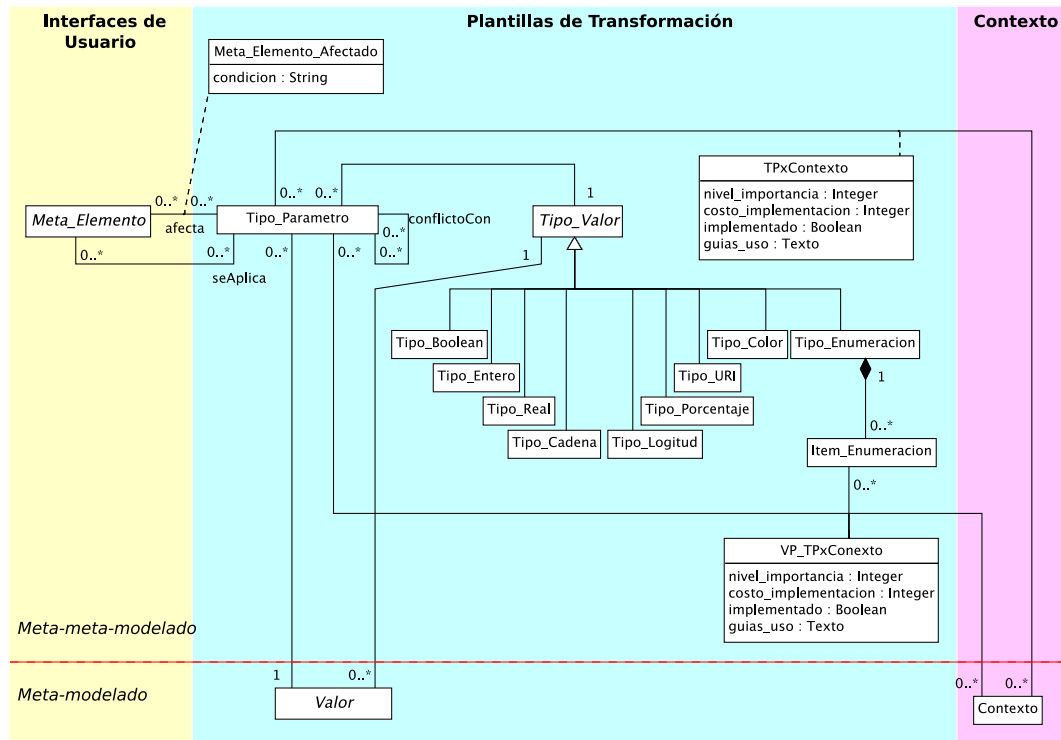 Interfaces de
Usuario
Plantillas de Transformación
Contexto
Meta_Elemento_Afectado
condicion : String
TPxContexto
nivel_importancia : Integer
costo_implementacion : Integer
implementado : Boolean
guias_uso : Texto
0..*
0..*
0..*
0..*
1
Meta_Elemento
afecta
Tipo_Parametro
conflictoCon
Tipo_Valor
0..*
0..*
0..*
0..*
0..*
0..*
1
seAplica
Tipo_Boolean
Tipo_Color
Tipo_Enumeracion
Tipo_Entero
Tipo_URI
1
Tipo_Real
Tipo_Porcentaje
Tipo_Cadena
Tipo_Logitud
0..*
Item_Enumeracion
0..*
VP_TPxConexto
nivel_importancia : Integer
costo_implementacion : Integer
implementado : Boolean
guias_uso : Texto
Meta-meta-modelado
Meta-modelado
1
0..*
0..*
0..*
Valor
Contexto